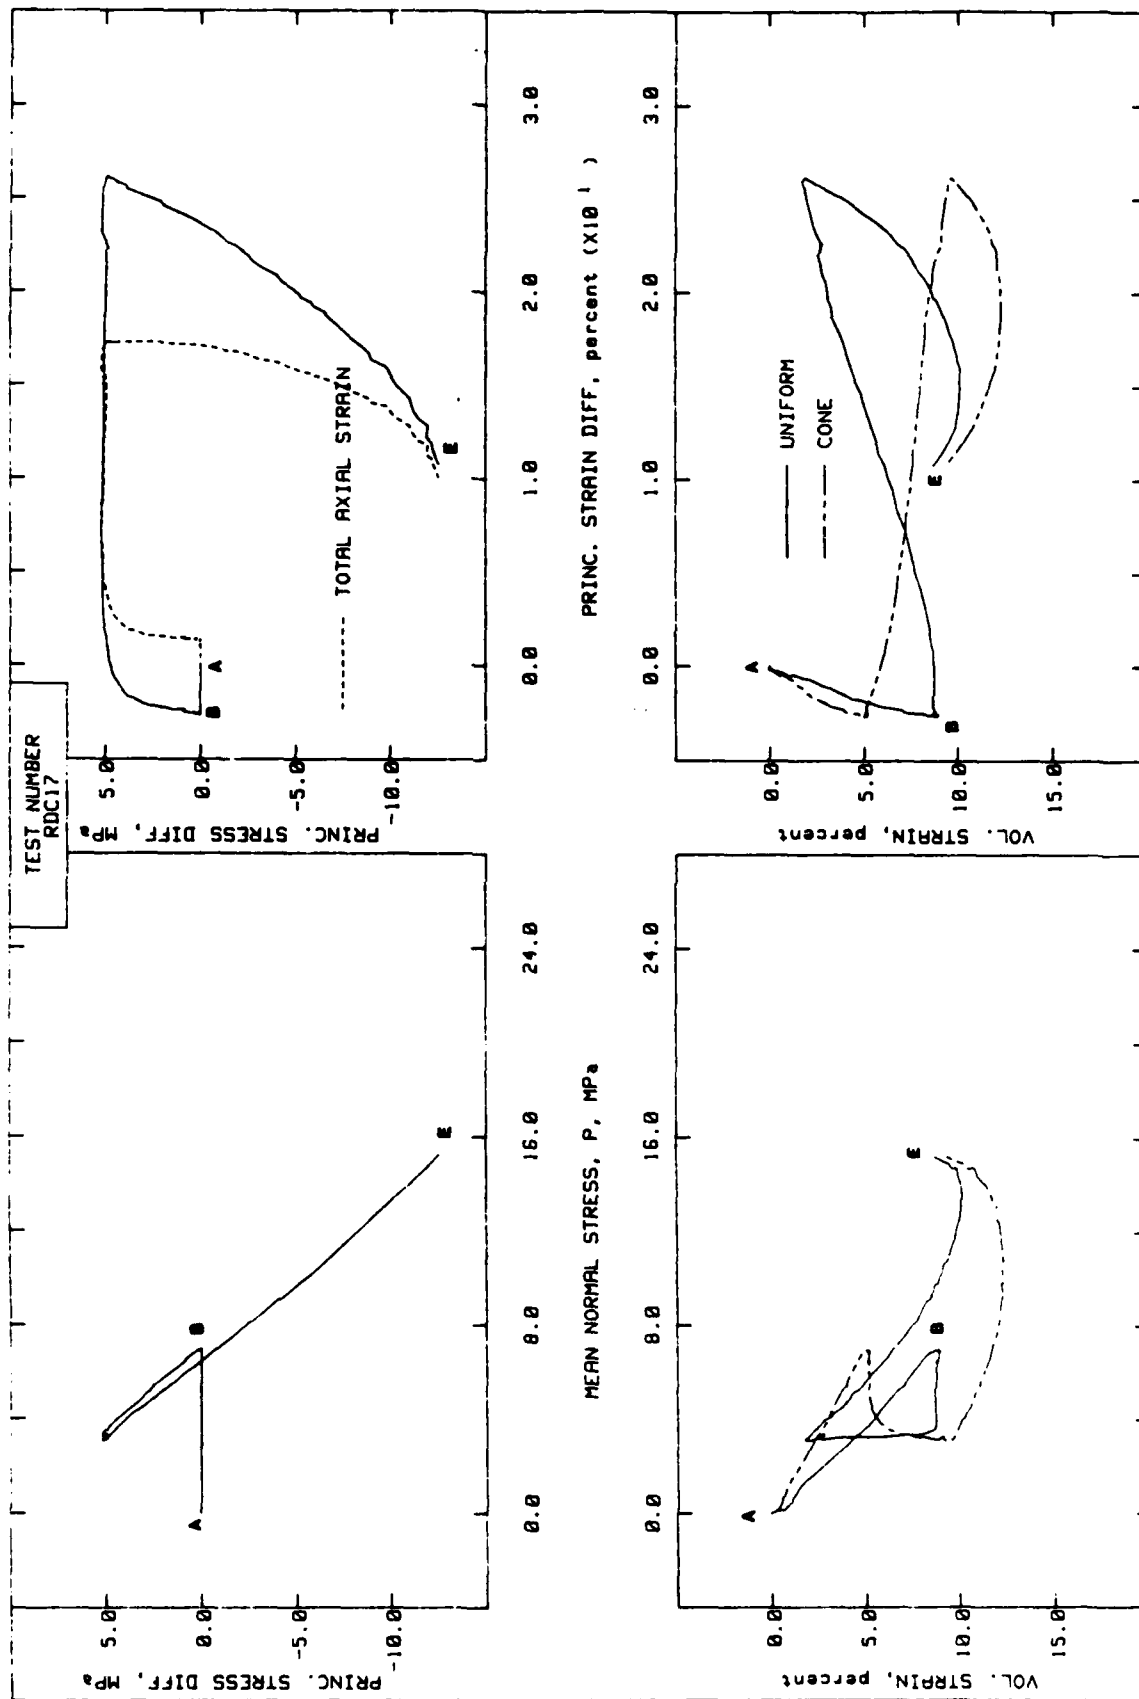 TEST NUMBER
RDC17
PRINC. STRESS DIFF, MPa
5.0
0.0
-5.0
-10.0
A
B
E
0.0
8.0
16.0
24.0
MEAN NORMAL STRESS, P, MPa
PRINC. STRESS DIFF, MPa
5.0
0.0
-5.0
-10.0
B
A
E
TOTAL AXIAL STRAIN
0.0
1.0
2.0
3.0
PRINC. STRAIN DIFF, percent (X10 1 )
VOL. STRAIN, percent
0.0
5.0
10.0
15.0
A
B
E
VOL. STRAIN, percent
0.0
5.0
10.0
15.0
A
B
E
UNIFORM
CONE